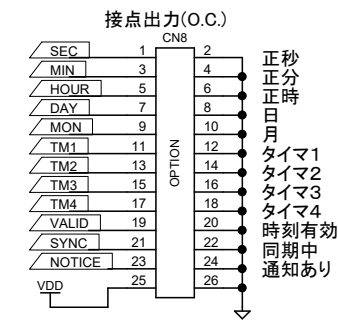 接点出力(O.C.)
CN8
SEC 1 2 正秒
MIN 3 4 正分
HOUR 5 6 正時
DAY 7 8 日
MON 9 10 月
TM1 11 12 タイマ1
TM2 13 14 タイマ2
TM3 15 16 タイマ3
TM4 17 18 タイマ4
VALID 19 20 時刻有効
SYNC 21 22 同期中
NOTICE 23 24 通知あり
VDD 25 26
OPTION